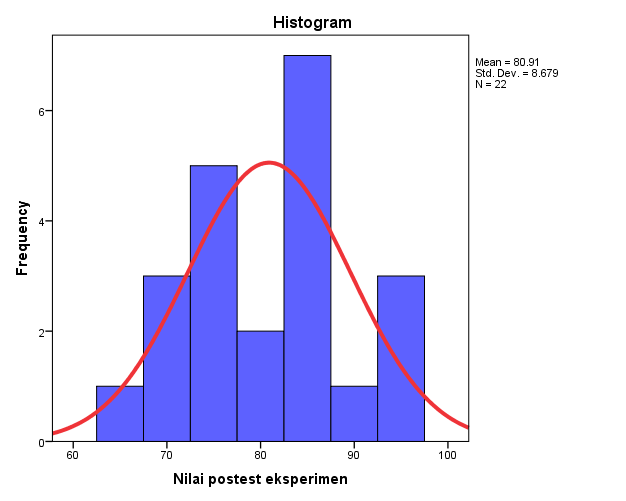 Histogram
Mean = 80.91
Std. Dev. = 8.679
N = 22
Frequency
6
4
2
0
60 70 80 90 100
Nilai postest eksperimen